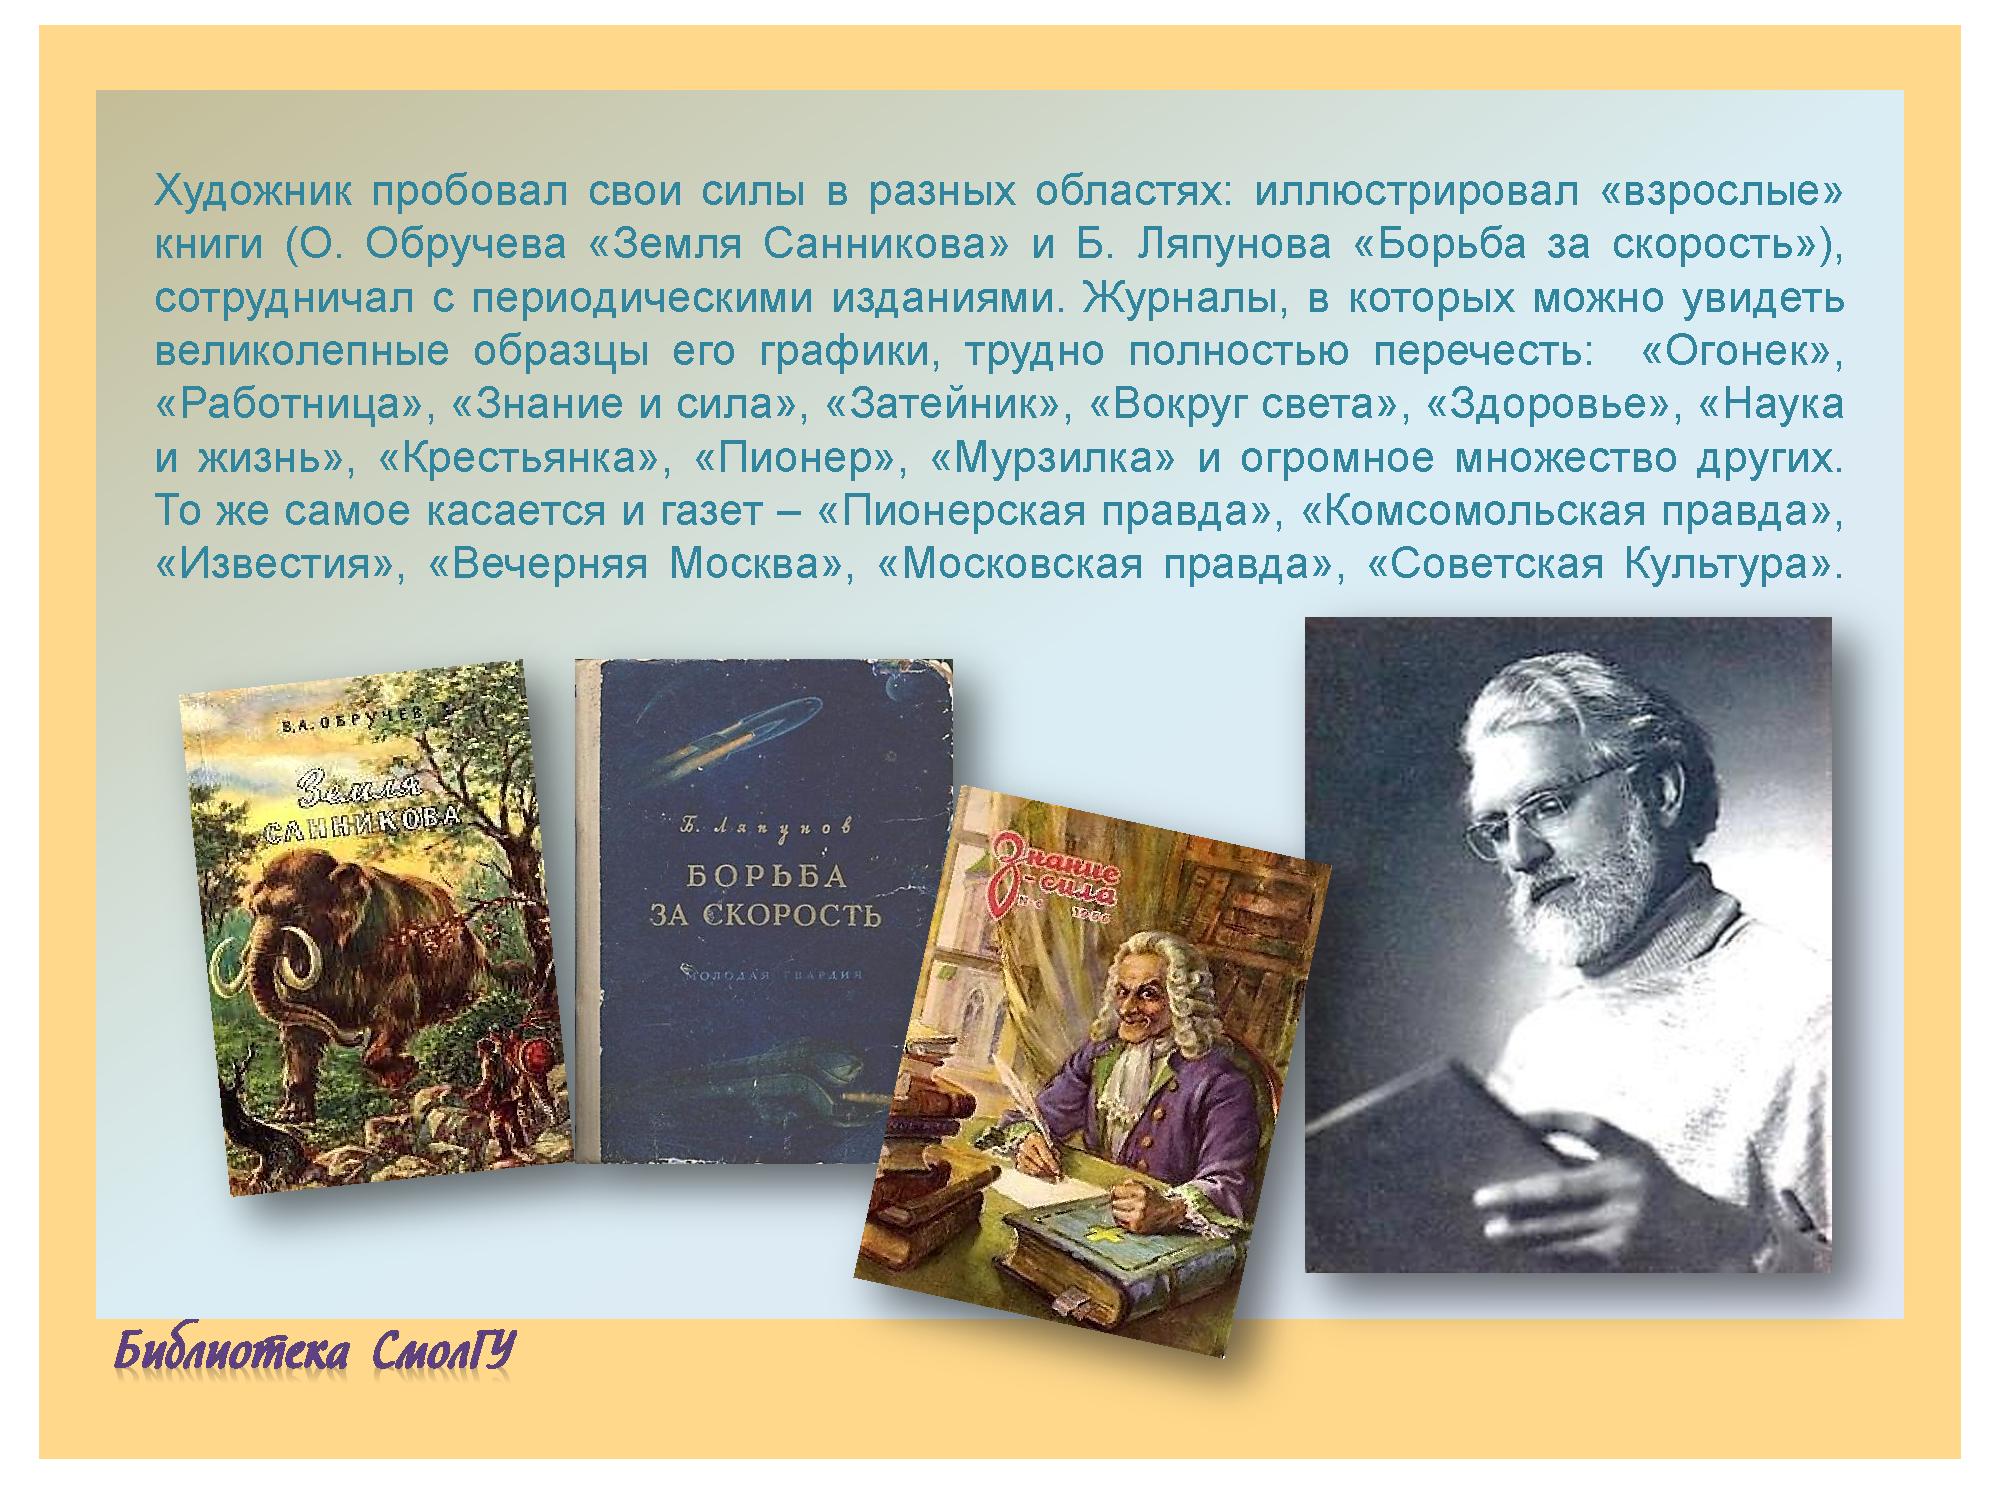 Художник пробовал свои силы в разных областях: иллюстрировал «взрослые»
книги (О. Обручева «Земля Санникова» и Б. Ляпунова «Борьба за скорость»),
сотрудничал с периодическими изданиями. Журналы, в которых можно увидеть
великолепные образцы его графики, трудно полностью перечесть: «Огонек»,
«Работница», «Знание и сила», «Затейник», «Вокруг света», «Здоровье», «Наука
и жизнь», «Крестьянка», «Пионер», «Мурзилка» и огромное множество других.
То же самое касается и газет – «Пионерская правда», «Комсомольская правда»,
«Известия», «Вечерняя Москва», «Московская правда», «Советская Культура».
В.А.ОБРУЧЕВ
Земля
САННИКОВА
Б. Ляпунов
БОРЬБА
ЗА СКОРОСТЬ
МОЛОДАЯ ГВАРДИЯ
Знание
-сила
Библиотека СмолГУ